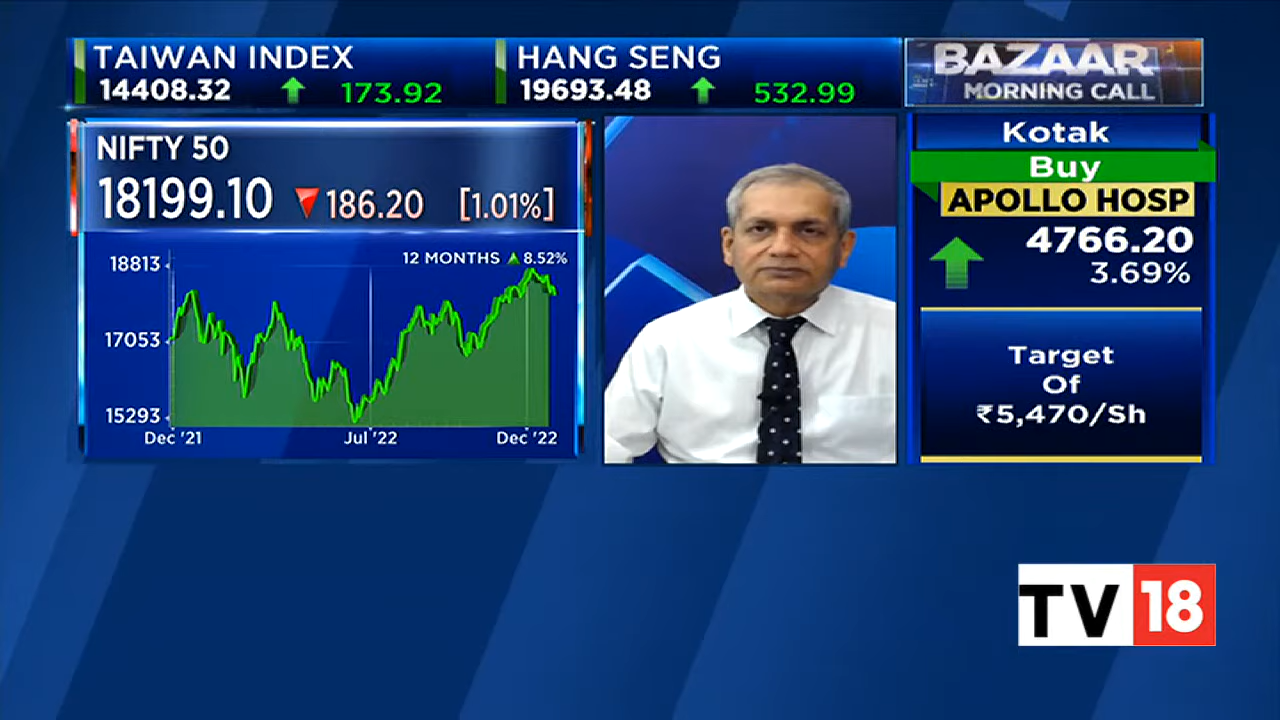 TAIWAN INDEX
14408.32 173.92
HANG SENG
19693.48 532.99
BAZAAR
MORNING CALL
NIFTY 50
18199.10 186.20 [1.01%]
12 MONTHS 8.52%
18813
17053
15293
Dec '21 Jul '22 Dec '22
Kotak
Buy
APOLLO HOSP
4766.20
3.69%
Target
Of
₹5,470/Sh
TV18